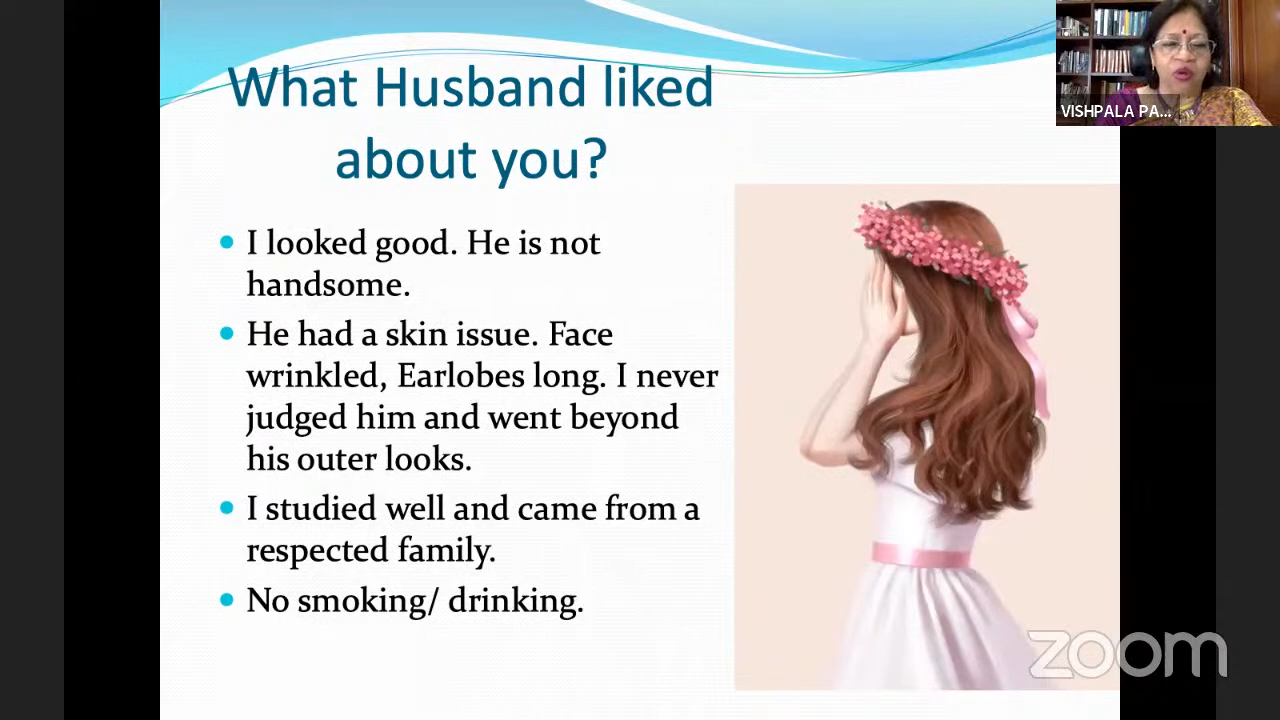 What Husband liked
about you?
VISHPALA PA...
I looked good. He is not
handsome.
He had a skin issue. Face
wrinkled, Earlobes long. I never
judged him and went beyond
his outer looks.
I studied well and came from a
respected family.
No smoking/ drinking.
zoom